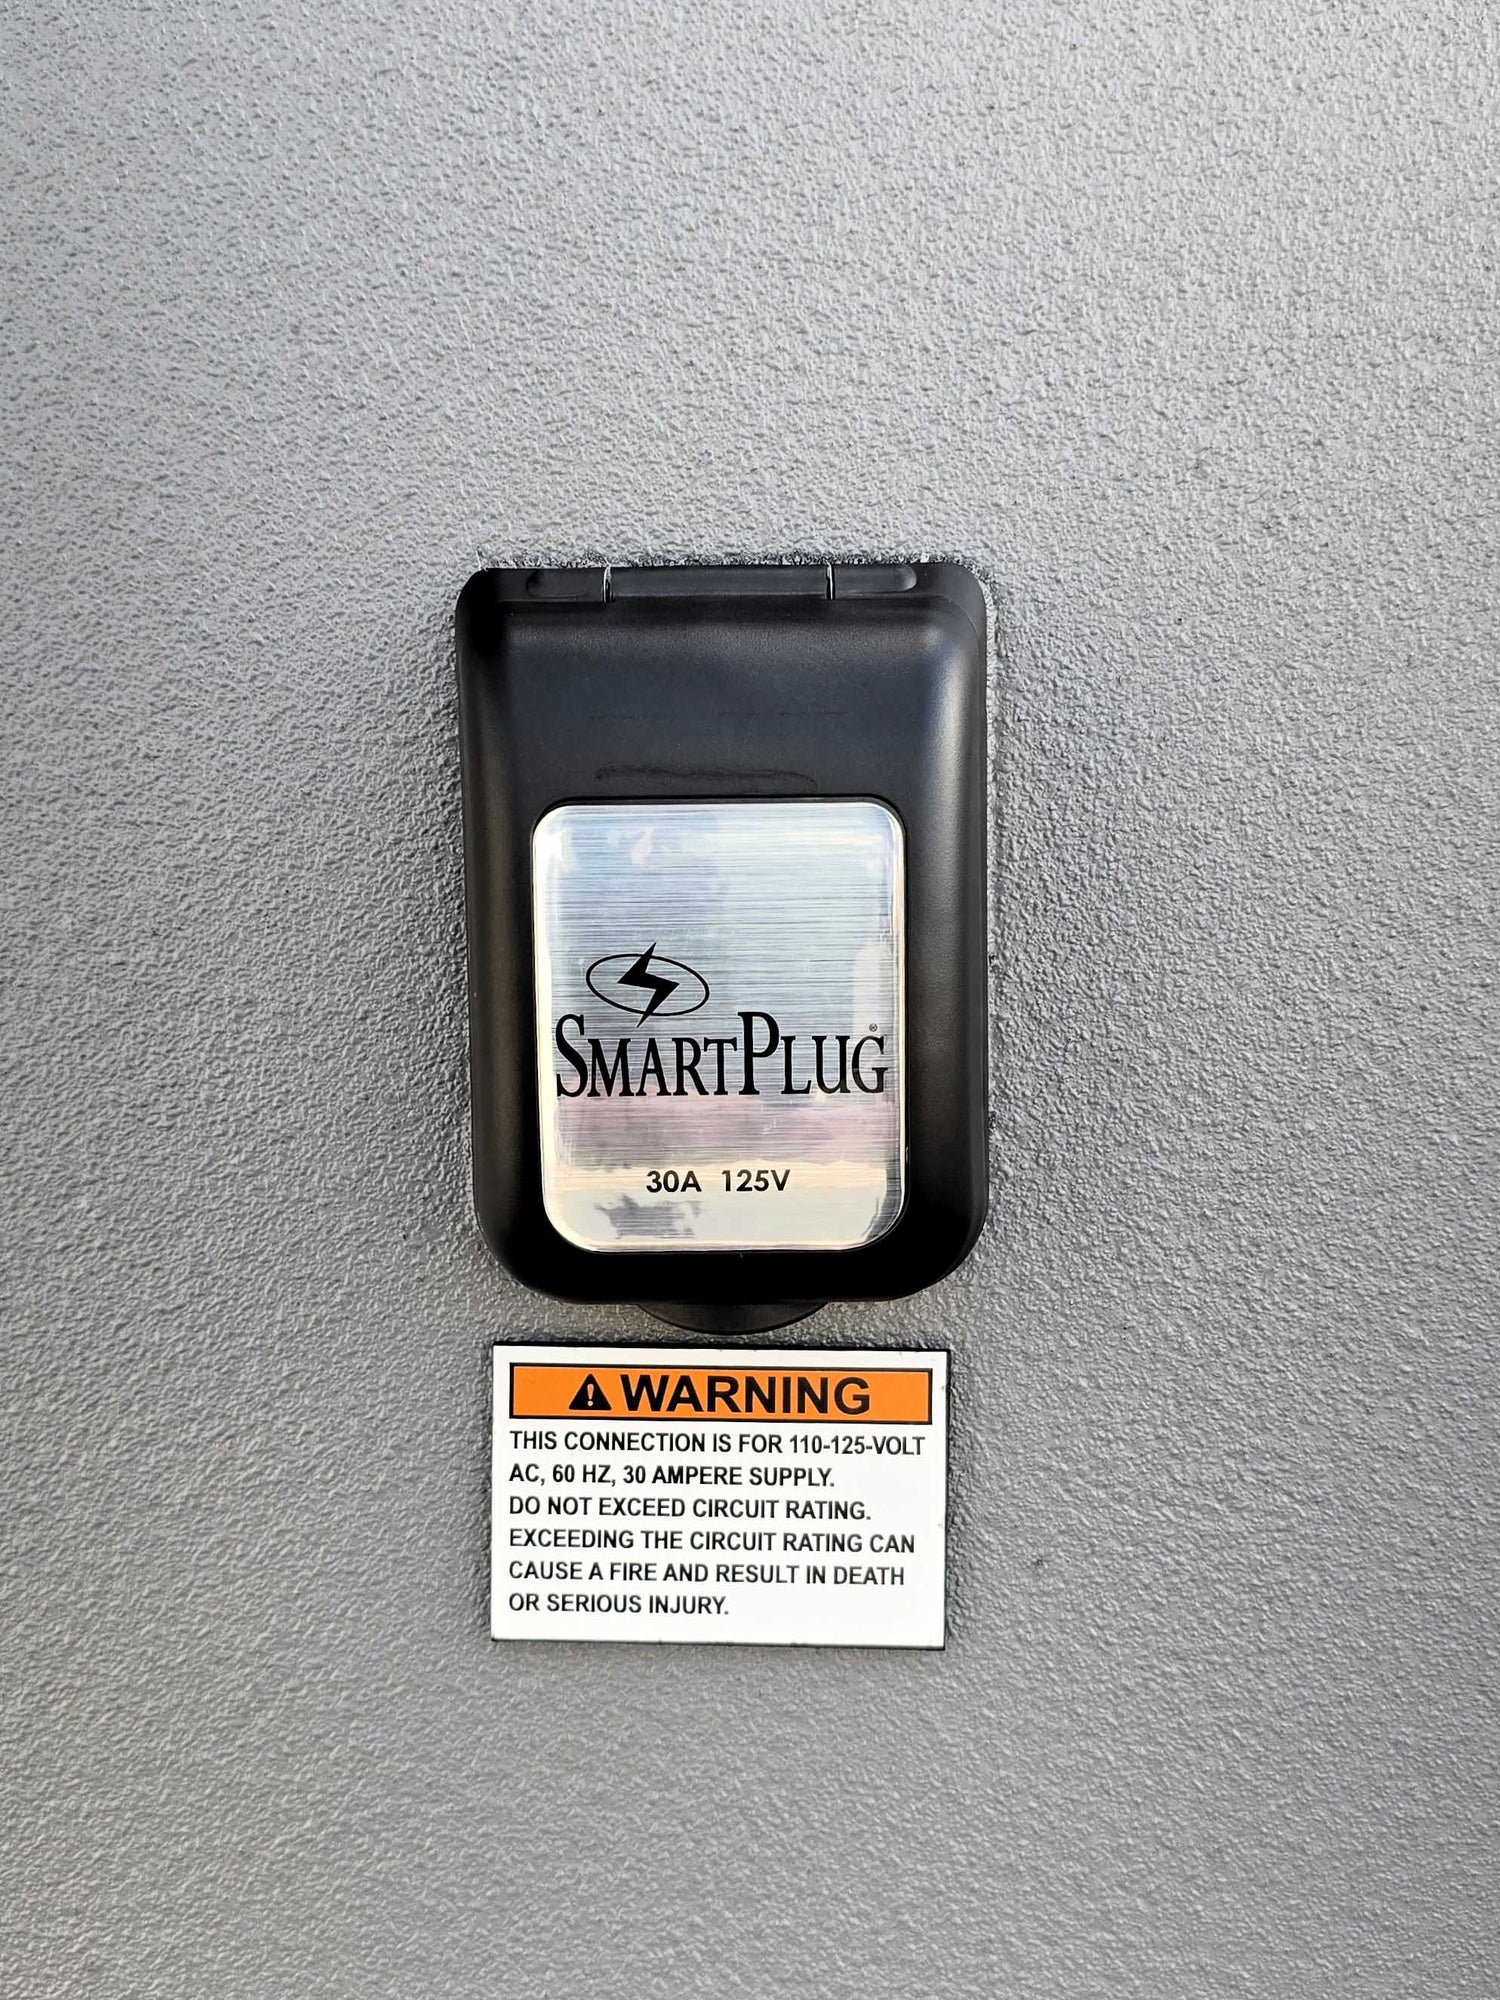 SMARTPLUG®
30A 125V
WARNING
THIS CONNECTION IS FOR 110-125-VOLT
AC, 60 HZ, 30 AMPERE SUPPLY.
DO NOT EXCEED CIRCUIT RATING.
EXCEEDING THE CIRCUIT RATING CAN
CAUSE A FIRE AND RESULT IN DEATH
OR SERIOUS INJURY.